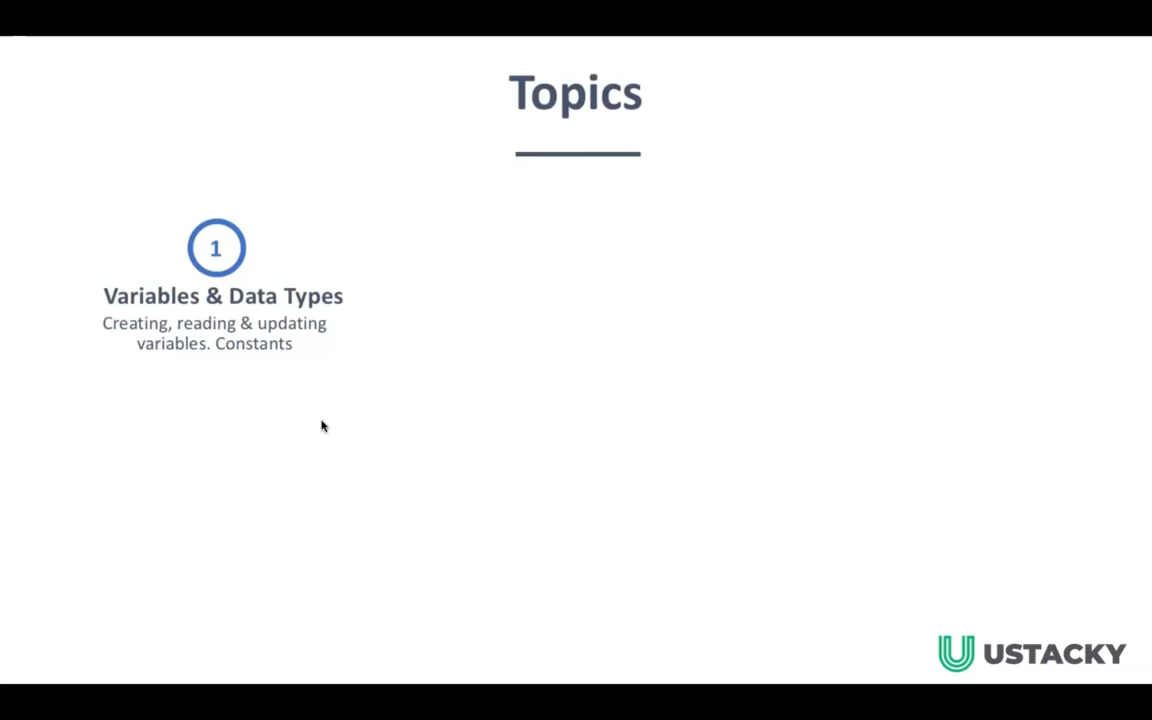 Topics
1
Variables & Data Types
Creating, reading & updating
variables. Constants
USTACKY